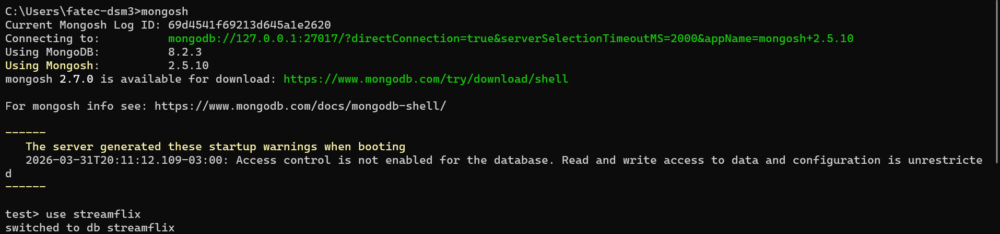 C:\Users\fatec-dsm3>mongosh
Current Mongosh Log ID: 69d4541f69213d645a1e2620
Connecting to:          mongodb://127.0.0.1:27017/?directConnection=true&serverSelectionTimeoutMS=2000&appName=mongosh+2.5.10
Using MongoDB:          8.2.3
Using Mongosh:          2.5.10
mongosh 2.7.0 is available for download: https://www.mongodb.com/try/download/shell
For mongosh info see: https://www.mongodb.com/docs/mongodb-shell/
------
   The server generated these startup warnings when booting
   2026-03-31T20:11:12.109-03:00: Access control is not enabled for the database. Read and write access to data and configuration is unrestricte
d
------
test> use streamflix
switched to db streamflix